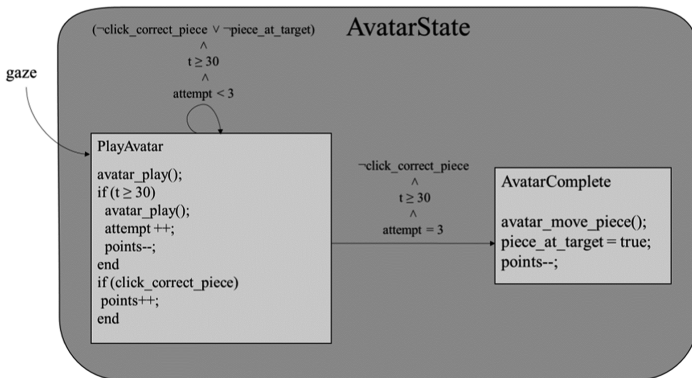 AvatarState
(¬click_correct_piece ∨ ¬piece_at_target)
∧
t ≥ 30
∧
attempt < 3
gaze
PlayAvatar
avatar_play();
if (t ≥ 30)
avatar_play();
attempt ++;
points--;
end
if (click_correct_piece)
points++;
end
¬click_correct_piece
∧
t ≥ 30
∧
attempt = 3
AvatarComplete
avatar_move_piece();
piece_at_target = true;
points--;